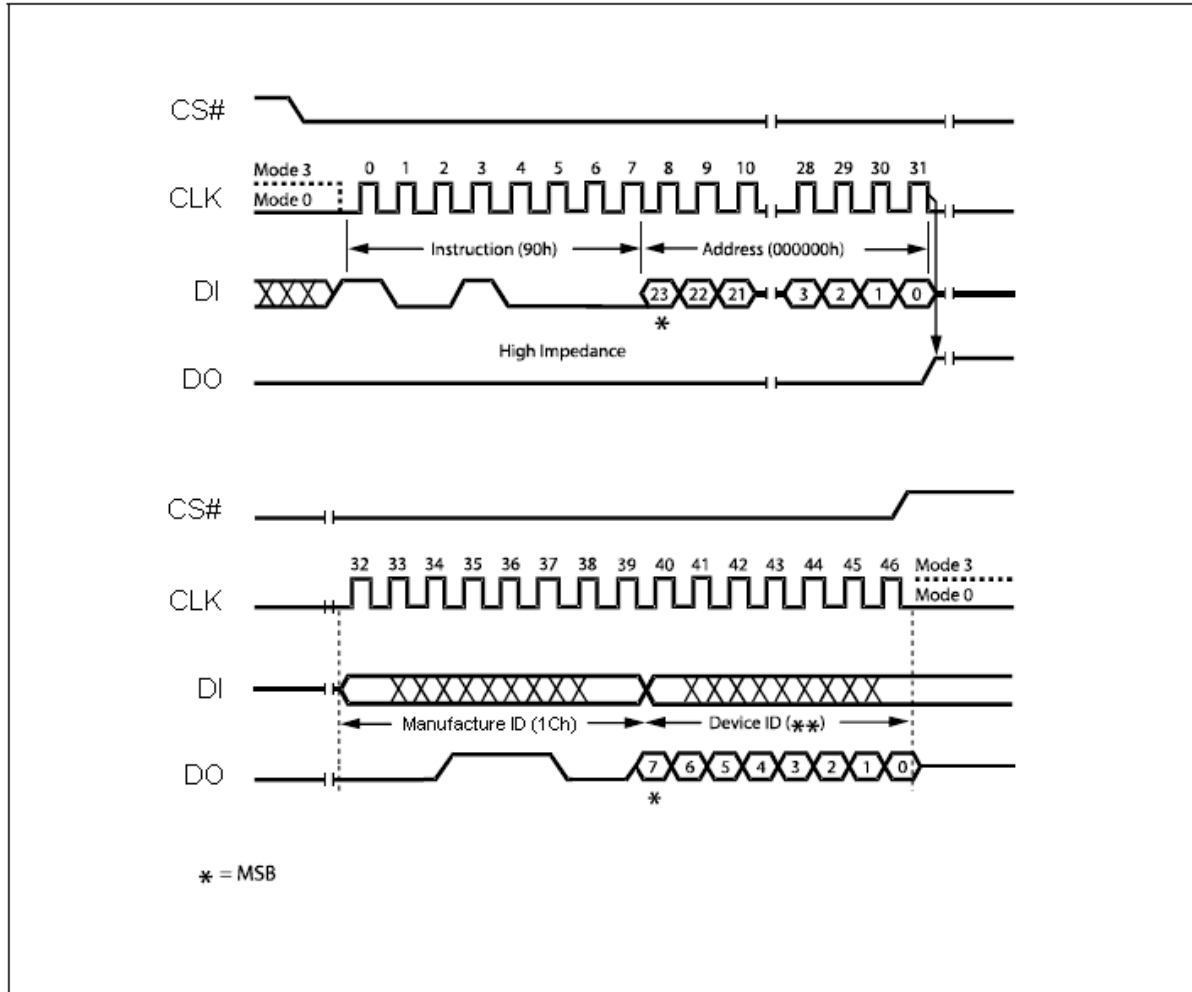 CS#
Mode 3
0 1 2 3 4 5 6 7 8 9 10 28 29 30 31
CLK
Mode 0
Instruction (90h)
Address (000000h)
DI
23 22 21 3 2 1 0
*
High Impedance
DO
CS#
32 33 34 35 36 37 38 39 40 41 42 43 44 45 46
Mode 3
CLK
Mode 0
DI
Manufacture ID (1Ch)
Device ID (**)
DO
7 6 5 4 3 2 1 0
*
* = MSB